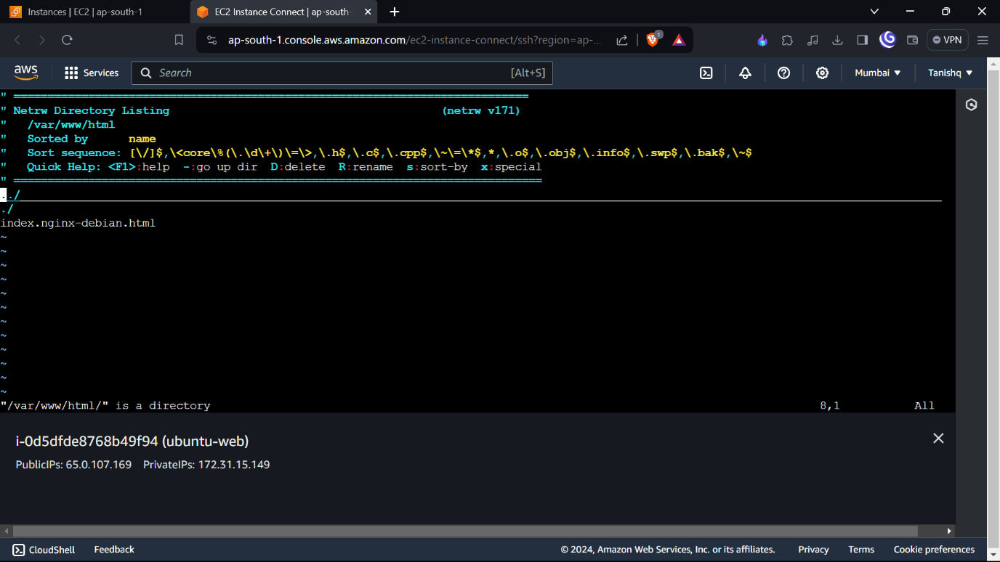 Instances | EC2 | ap-south-1
EC2 Instance Connect | ap-south-
ap-south-1.console.aws.amazon.com/ec2-instance-connect/ssh?region=ap-...
1
VPN
aws
Services
Search
[Alt+S]
Mumbai ▼
Tanishq ▼
" ============================================================================
" Netrw Directory Listing                                        (netrw v171)
"   /var/www/html
"   Sorted by      name
"   Sort sequence: [\/]$,\<core\%(\.\d\+\)\=\>,\.h$,\.c$,\.cpp$,\~\=\*$,*,\.o$,\.obj$,\.info$,\.swp$,\.bak$,\~$
"   Quick Help: <F1>:help  -:go up dir  D:delete  R:rename  s:sort-by  x:special
" ==============================================================================
../
./
index.nginx-debian.html
~
~
~
~
~
~
~
~
~
~
~
~
"/var/www/html/" is a directory
8,1
All
i-0d5dfde8768b49f94 (ubuntu-web)
PublicIPs: 65.0.107.169    PrivateIPs: 172.31.15.149
CloudShell
Feedback
© 2024, Amazon Web Services, Inc. or its affiliates.
Privacy
Terms
Cookie preferences